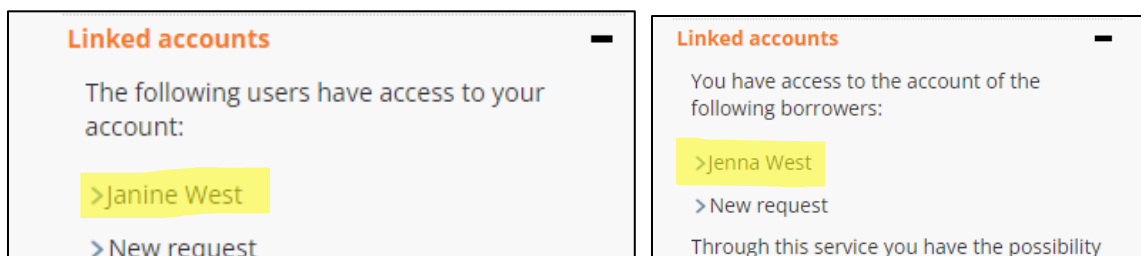 Linked accounts
The following users have access to your
account:
>Janine West
>New request
Linked accounts
You have access to the account of the
following borrowers:
>Jenna West
>New request
Through this service you have the possibility